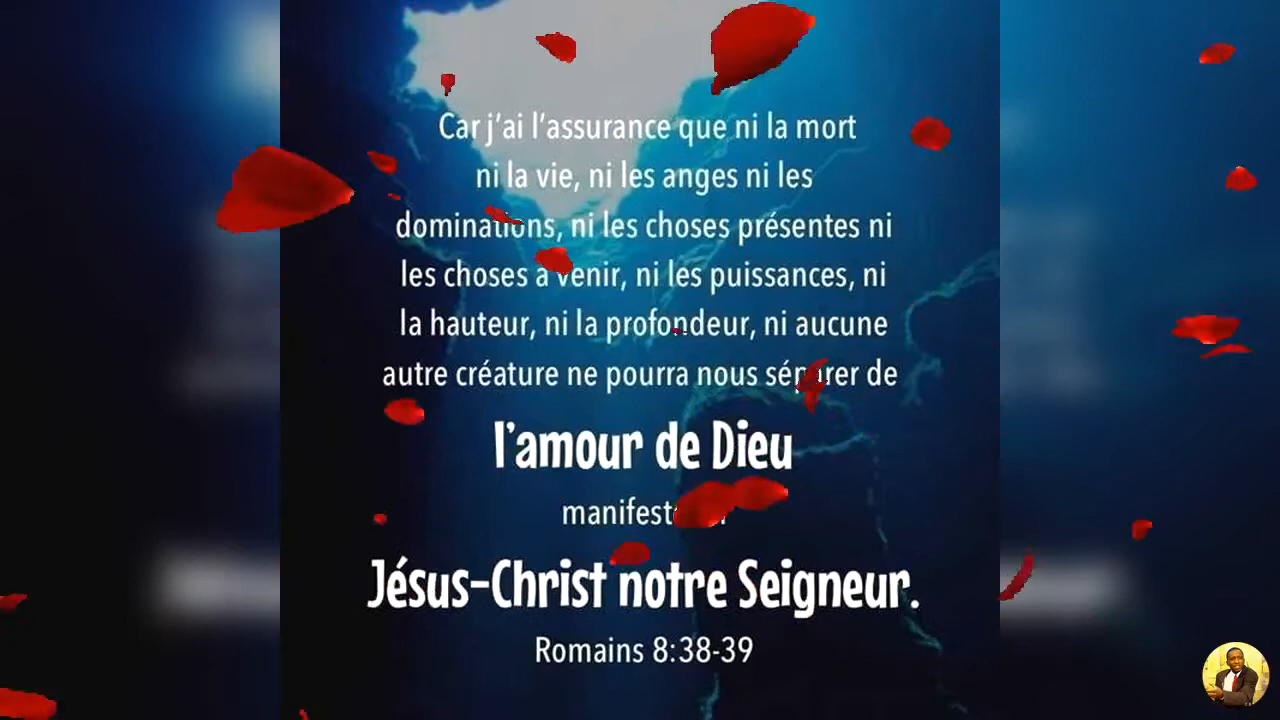 Car j’ai l’assurance que ni la mort
ni la vie, ni les anges ni les
dominations, ni les choses présentes ni
les choses à venir, ni les puissances, ni
la hauteur, ni la profondeur, ni aucune
autre créature ne pourra nous séparer de
l’amour de Dieu
Jésus-Christ notre Seigneur.
Romains 8:38-39